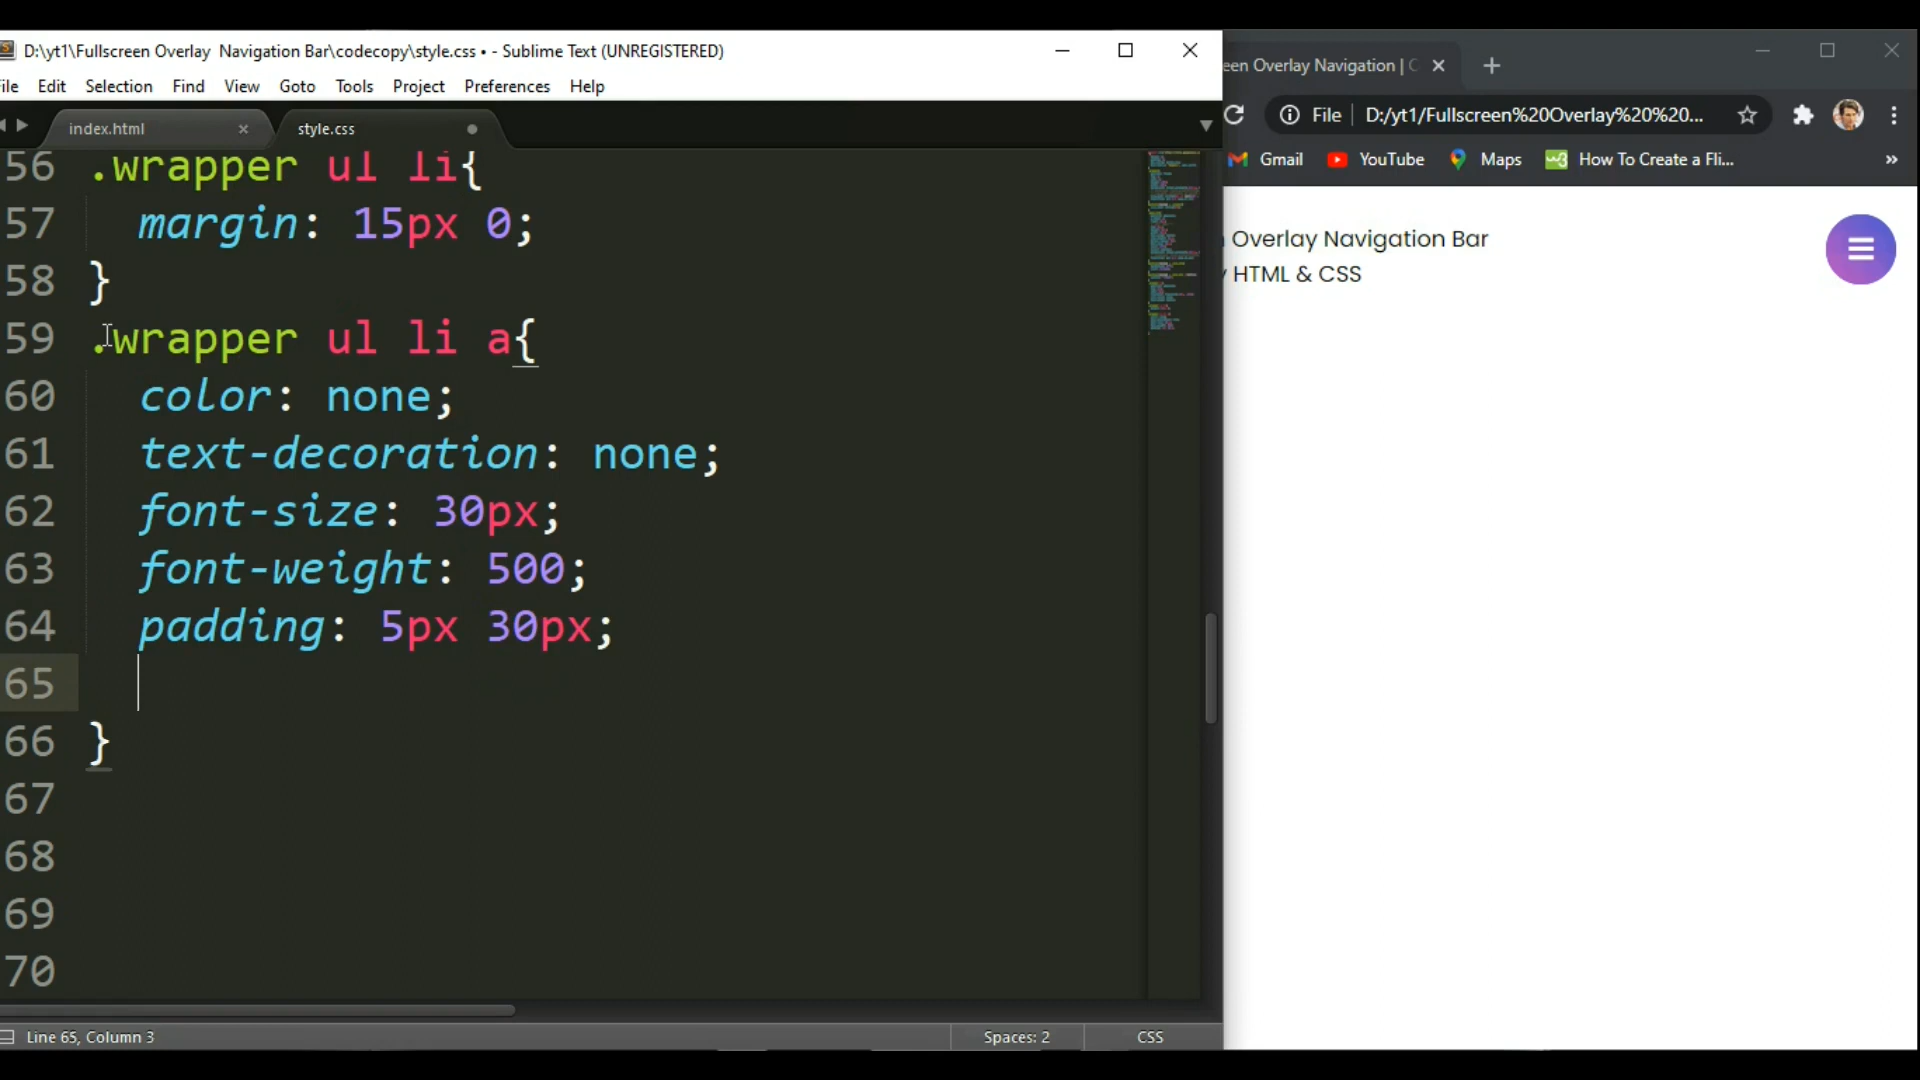 D:\yt1\Fullscreen Overlay  Navigation Bar\codecopy\style.css • - Sublime Text (UNREGISTERED)
File Edit Selection Find View Goto Tools Project Preferences Help
index.html
style.css
56 .wrapper ul li{
57 margin: 15px 0;
58 }
59 .wrapper ul li a{
60 color: none;
61 text-decoration: none;
62 font-size: 30px;
63 font-weight: 500;
64 padding: 5px 30px;
65
66 }
67
68
69
70
Line 65, Column 3
Spaces: 2
CSS
een Overlay Navigation | C
File D:/yt1/Fullscreen%20Overlay%20%20...
Gmail YouTube Maps How To Create a Fli... »
Overlay Navigation Bar
HTML & CSS